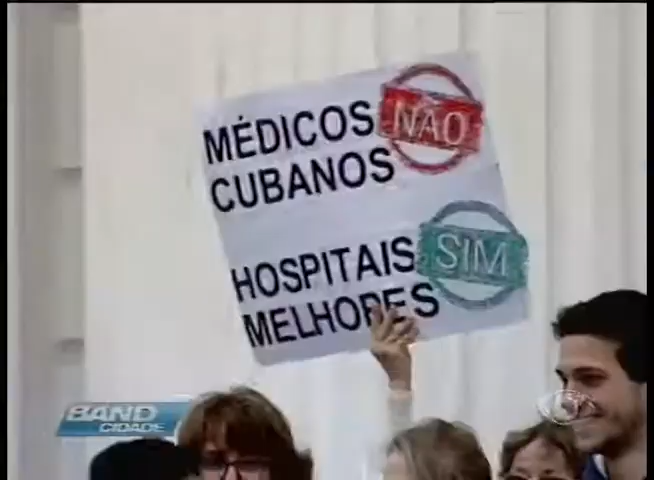 MÉDICOS NÃO
CUBANOS
HOSPITAIS SIM
MELHORES
BAND
CIDADE